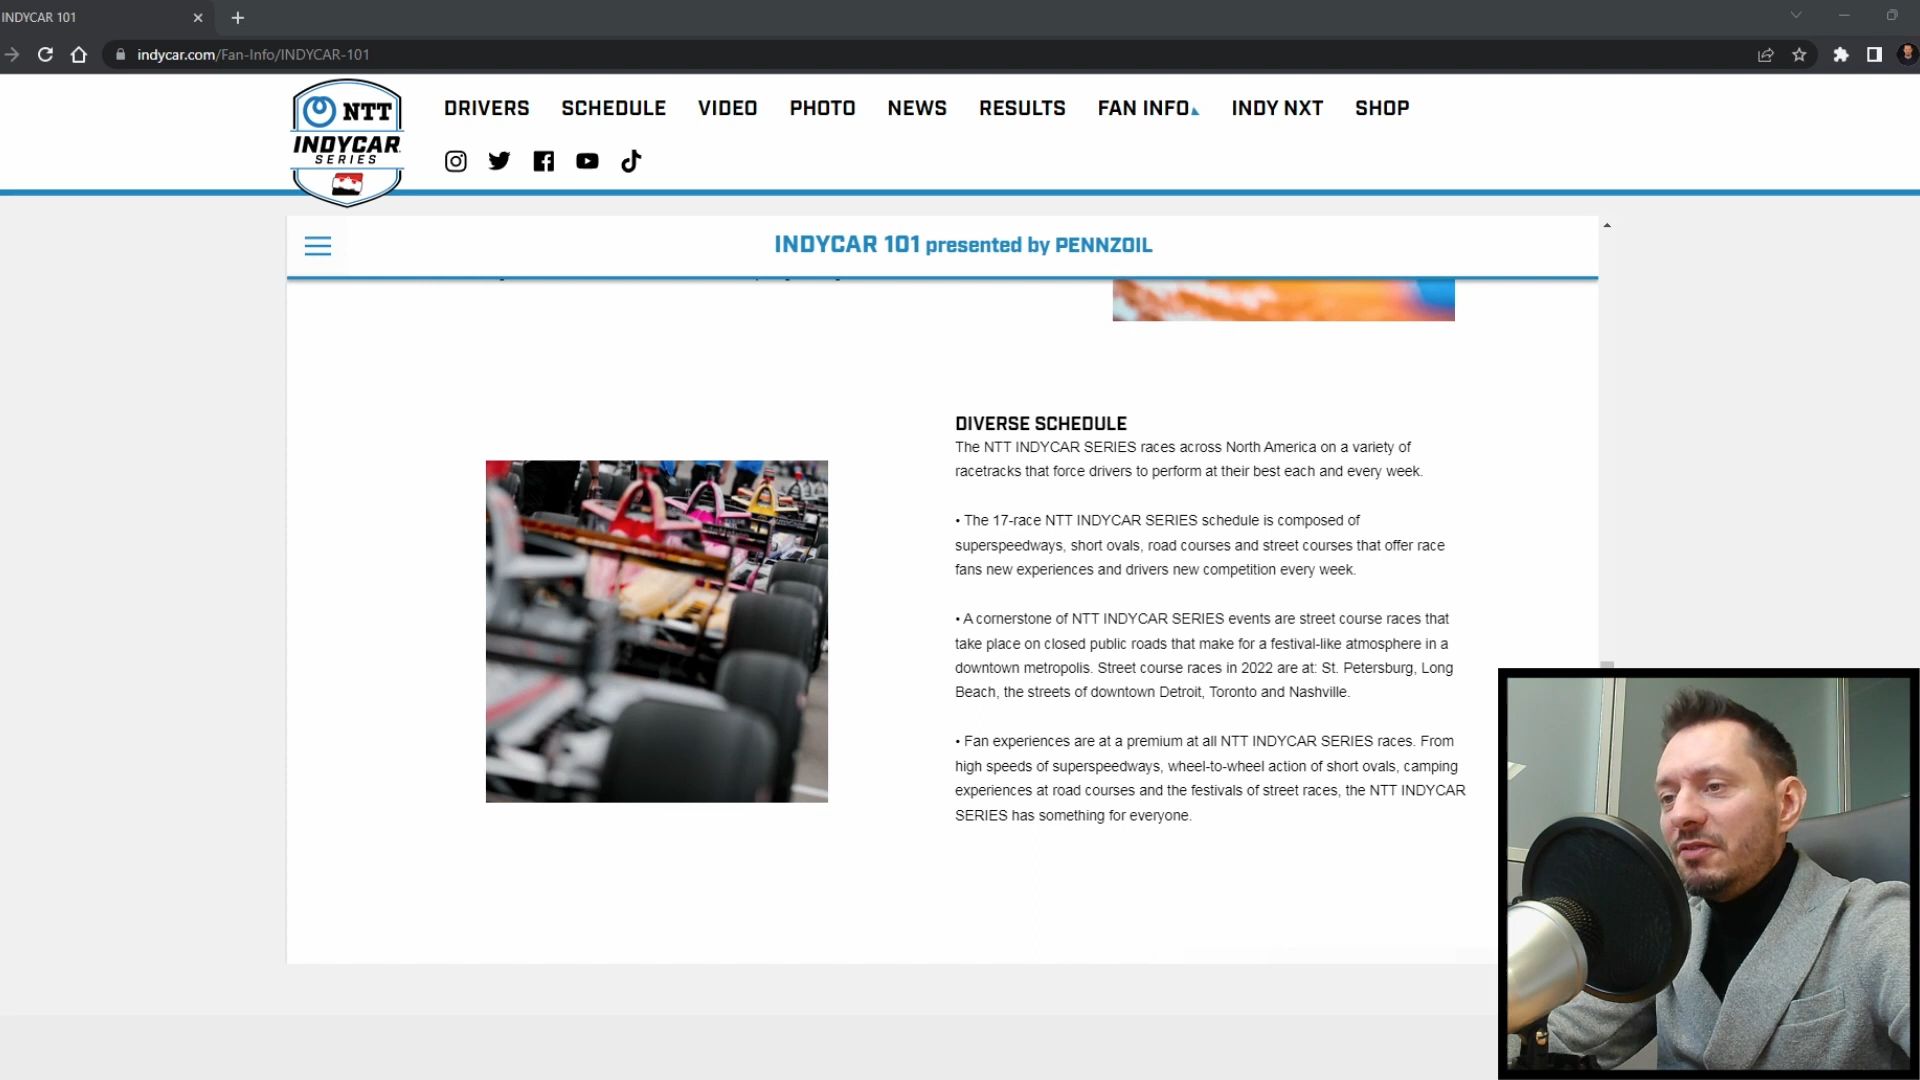 INDYCAR 101
indycar.com/Fan-Info/INDYCAR-101
NTT
INDYCAR
SERIES
DRIVERS SCHEDULE VIDEO PHOTO NEWS RESULTS FAN INFO INDY NXT SHOP
INDYCAR 101 presented by PENNZOIL
DIVERSE SCHEDULE
The NTT INDYCAR SERIES races across North America on a variety of
racetracks that force drivers to perform at their best each and every week.
• The 17-race NTT INDYCAR SERIES schedule is composed of
superspeedways, short ovals, road courses and street courses that offer race
fans new experiences and drivers new competition every week.
• A cornerstone of NTT INDYCAR SERIES events are street course races that
take place on closed public roads that make for a festival-like atmosphere in a
downtown metropolis. Street course races in 2022 are at: St. Petersburg, Long
Beach, the streets of downtown Detroit, Toronto and Nashville.
• Fan experiences are at a premium at all NTT INDYCAR SERIES races. From
high speeds of superspeedways, wheel-to-wheel action of short ovals, camping
experiences at road courses and the festivals of street races, the NTT INDYCAR
SERIES has something for everyone.